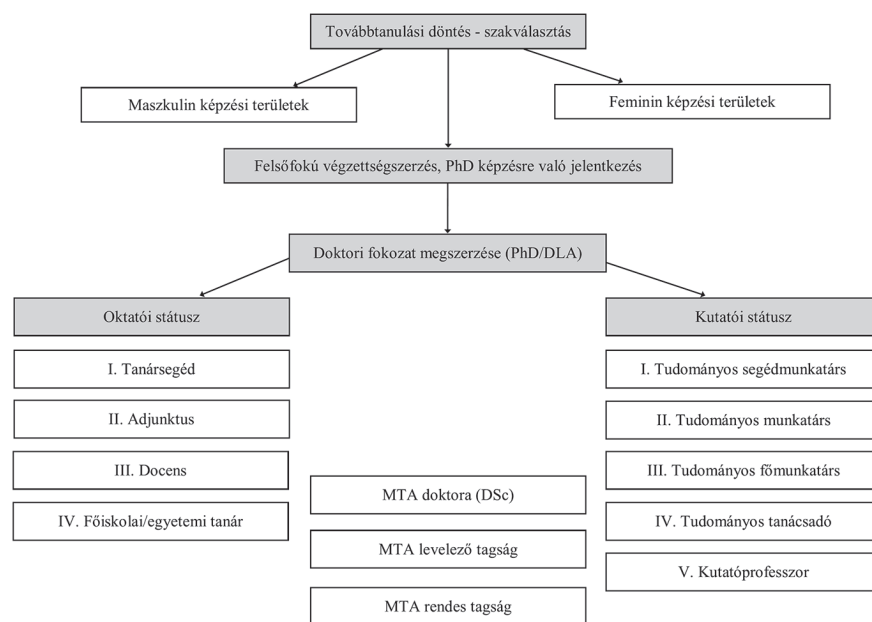 Továbbtanulási döntés - szakválasztás
Maszkulin képzési területek
Feminin képzési területek
Felsőfokú végzettségszerzés, PhD képzésre való jelentkezés
Doktori fokozat megszerzése (PhD/DLA)
Oktatói státusz
I. Tanársegéd
II. Adjunktus
III. Docens
IV. Főiskolai/egyetemi tanár
MTA doktora (DSc)
MTA levelező tagság
MTA rendes tagság
Kutatói státusz
I. Tudományos segédmunkatárs
II. Tudományos munkatárs
III. Tudományos főmunkatárs
IV. Tudományos tanácsadó
V. Kutatóprofesszor